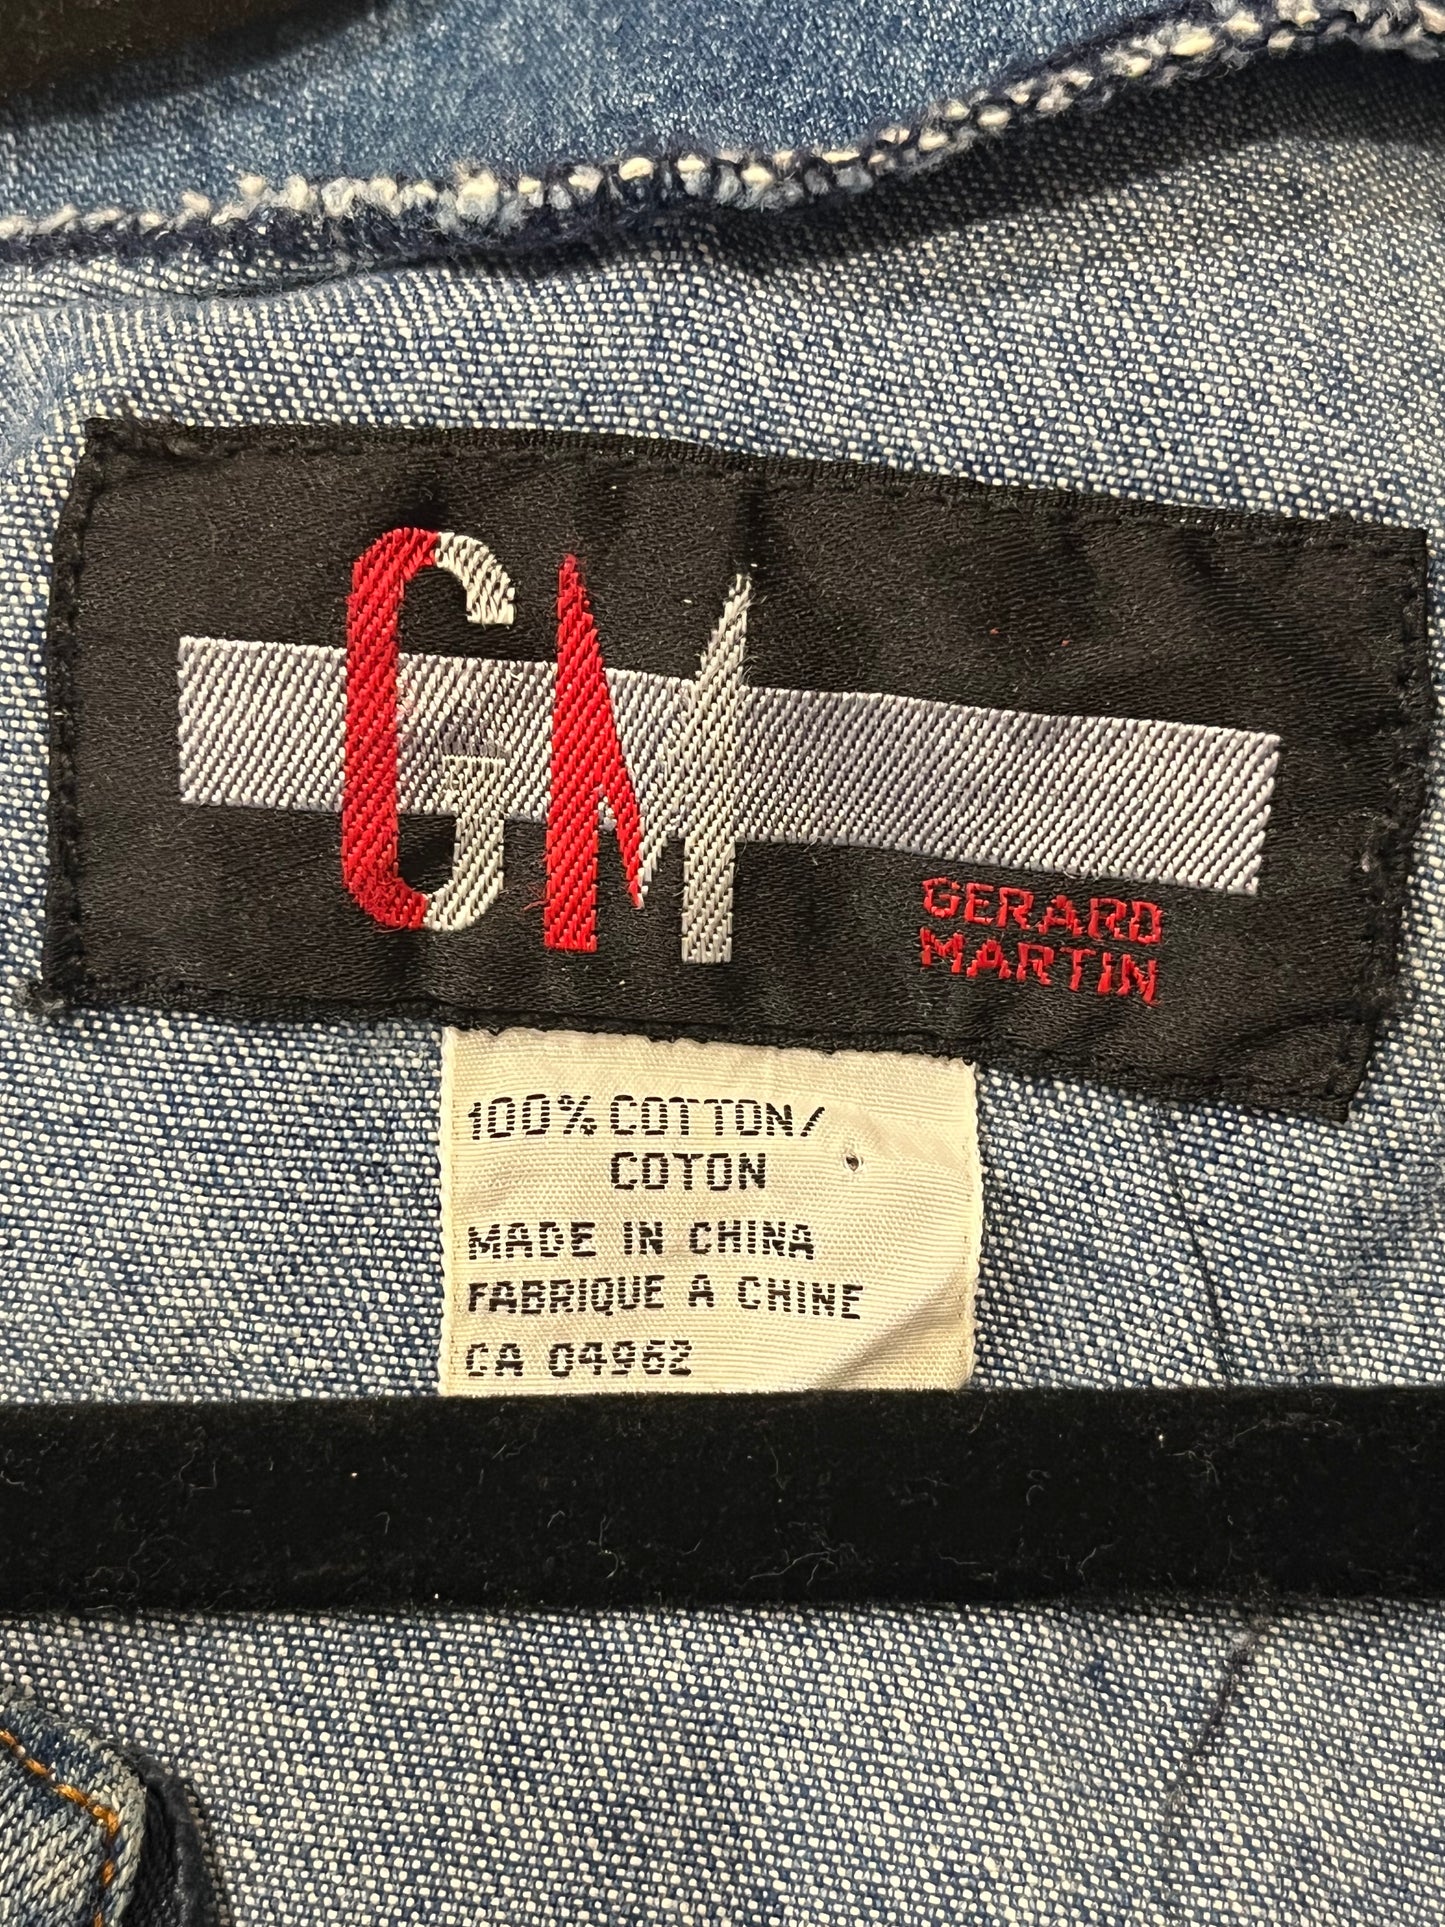 GM
GERARD
MARTIN
100% COTTON/
COTON
MADE IN CHINA
FABRIQUE A CHINE
CA 04962